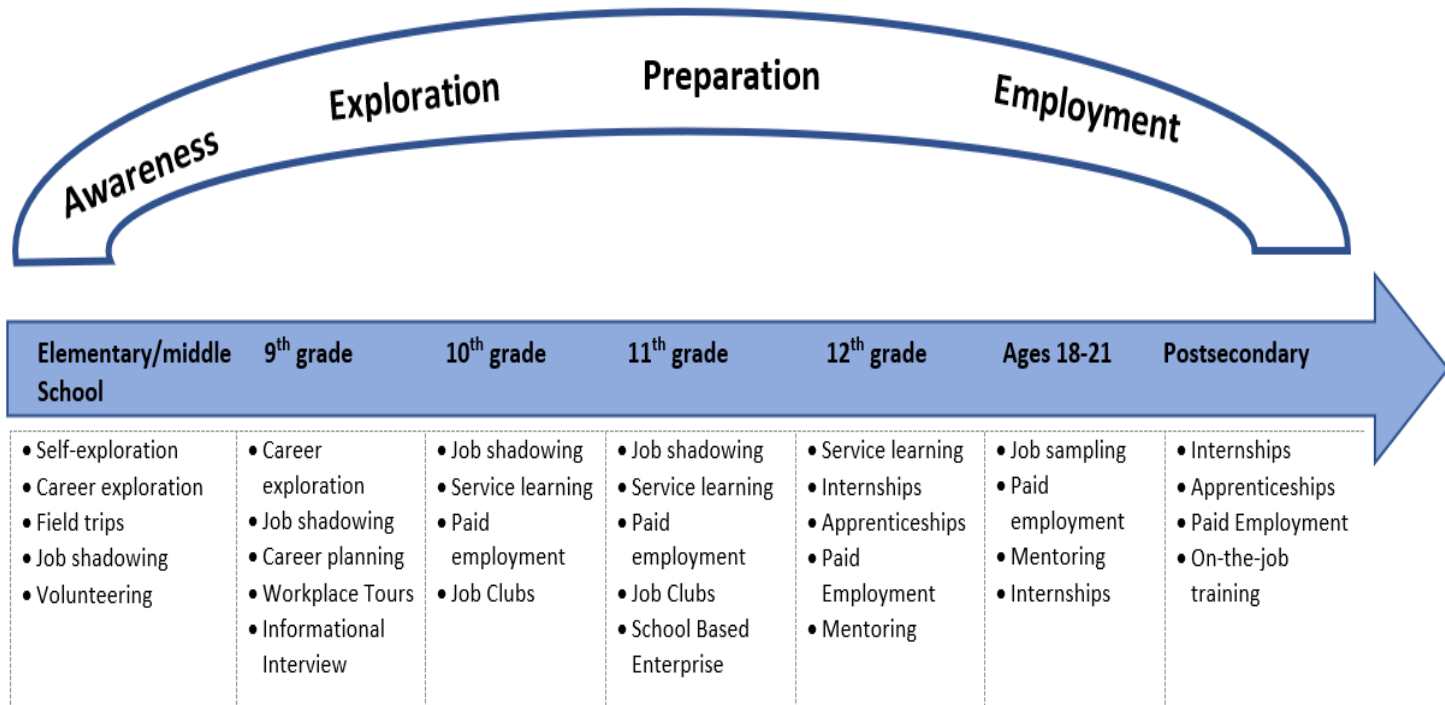 Awareness
Exploration
Preparation
Employment
Elementary/middle
School
9th grade
10th grade
11th grade
12th grade
Ages 18-21
Postsecondary
• Self-exploration
• Career exploration
• Field trips
• Job shadowing
• Volunteering
• Career
exploration
• Job shadowing
• Career planning
• Workplace Tours
• Informational
Interview
• Job shadowing
• Service learning
• Paid
employment
• Job Clubs
• Job shadowing
• Service learning
• Paid
employment
• Job Clubs
• School Based
Enterprise
• Service learning
• Internships
• Apprenticeships
• Paid
Employment
• Mentoring
• Job sampling
• Paid
employment
• Mentoring
• Internships
• Internships
• Apprenticeships
• Paid Employment
• On-the-job
training